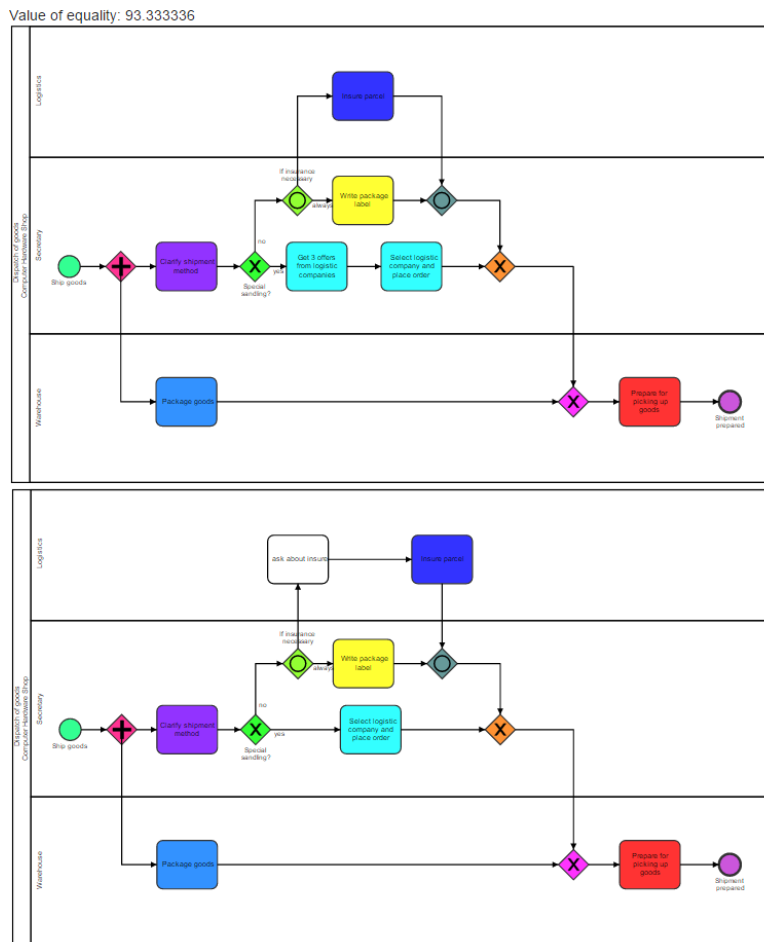 Value of equality: 93.333336
Dispatch of goods
Computer Hardware Shop
Logistics
Insure parcel
Secretary
If insurance
necessary
always
Write package
label
no
Ship goods
Clarify shipment
method
Special
sendling?
yes
Get 3 offers
from logistic
companies
Select logistic
company and
place order
Warehouse
Package goods
Prepare for
picking up
goods
Shipment
prepared
Dispatch of goods
Computer Hardware Shop
Logistics
ask about insure
Insure parcel
Secretary
If insurance
necessary
always
Write package
label
no
Ship goods
Clarify shipment
method
Special
sendling?
yes
Select logistic
company and
place order
Warehouse
Package goods
Prepare for
picking up
goods
Shipment
prepared